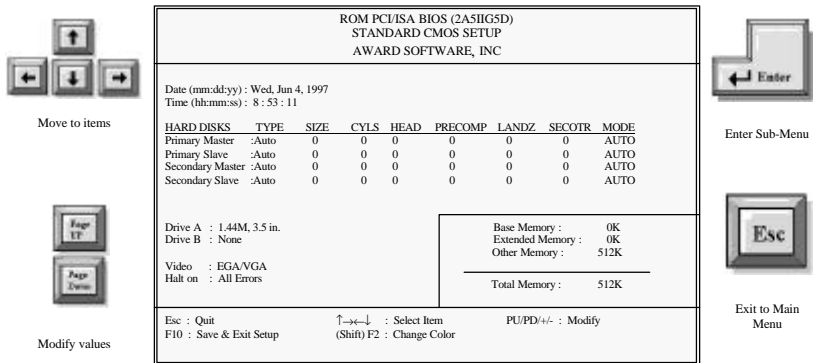 ROM PCI/ISA BIOS (2A5IIG5D)
STANDARD CMOS SETUP
AWARD SOFTWARE, INC
Date (mm:dd:yy) : Wed, Jun 4, 1997
Time (hh:mm:ss) : 8 : 53 : 11
HARD DISKS TYPE SIZE CYLS HEAD PRECOMP LANDZ SECOTR MODE
Primary Master :Auto 0 0 0 0 0 0 AUTO
Primary Slave :Auto 0 0 0 0 0 0 AUTO
Secondary Master :Auto 0 0 0 0 0 0 AUTO
Secondary Slave :Auto 0 0 0 0 0 0 AUTO
Drive A : 1.44M, 3.5 in.
Drive B : None
Video : EGA/VGA
Halt on : All Errors
Base Memory : 0K
Extended Memory : 0K
Other Memory : 512K
Total Memory : 512K
Esc : Quit ↑→←↓ : Select Item PU/PD/+/- : Modify
F10 : Save & Exit Setup (Shift) F2 : Change Color
Move to items
Page UP
Page Down
Modify values
Enter
Enter Sub-Menu
Esc
Exit to Main
Menu